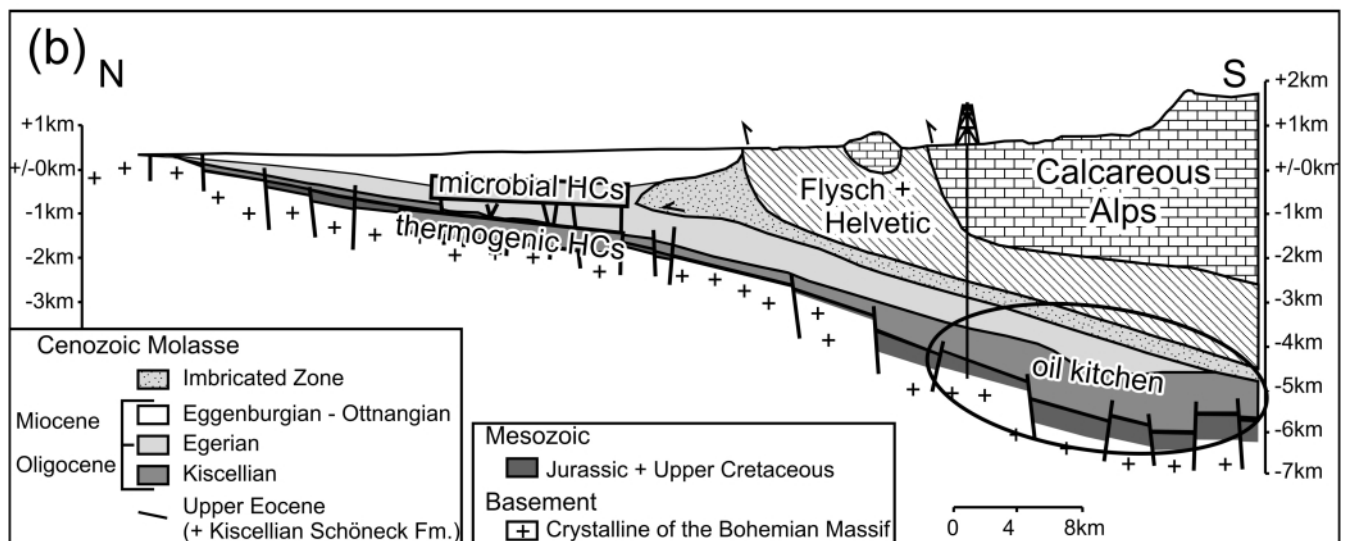 (b)
N
S
+1km
+/-0km
-1km
-2km
-3km
+2km
+1km
+/-0km
-1km
-2km
-3km
-4km
-5km
-6km
-7km
microbial HCs
thermogenic HCs
Flysch +
Helvetic
Calcareous
Alps
oil kitchen
Cenozoic Molasse
Imbricated Zone
Miocene
Eggenburgian - Ottnangian
Egerian
Oligocene
Kiscellian
Upper Eocene
(+ Kiscellian Schöneck Fm.)
Mesozoic
Jurassic + Upper Cretaceous
Basement
Crystalline of the Bohemian Massif
0 4 8km